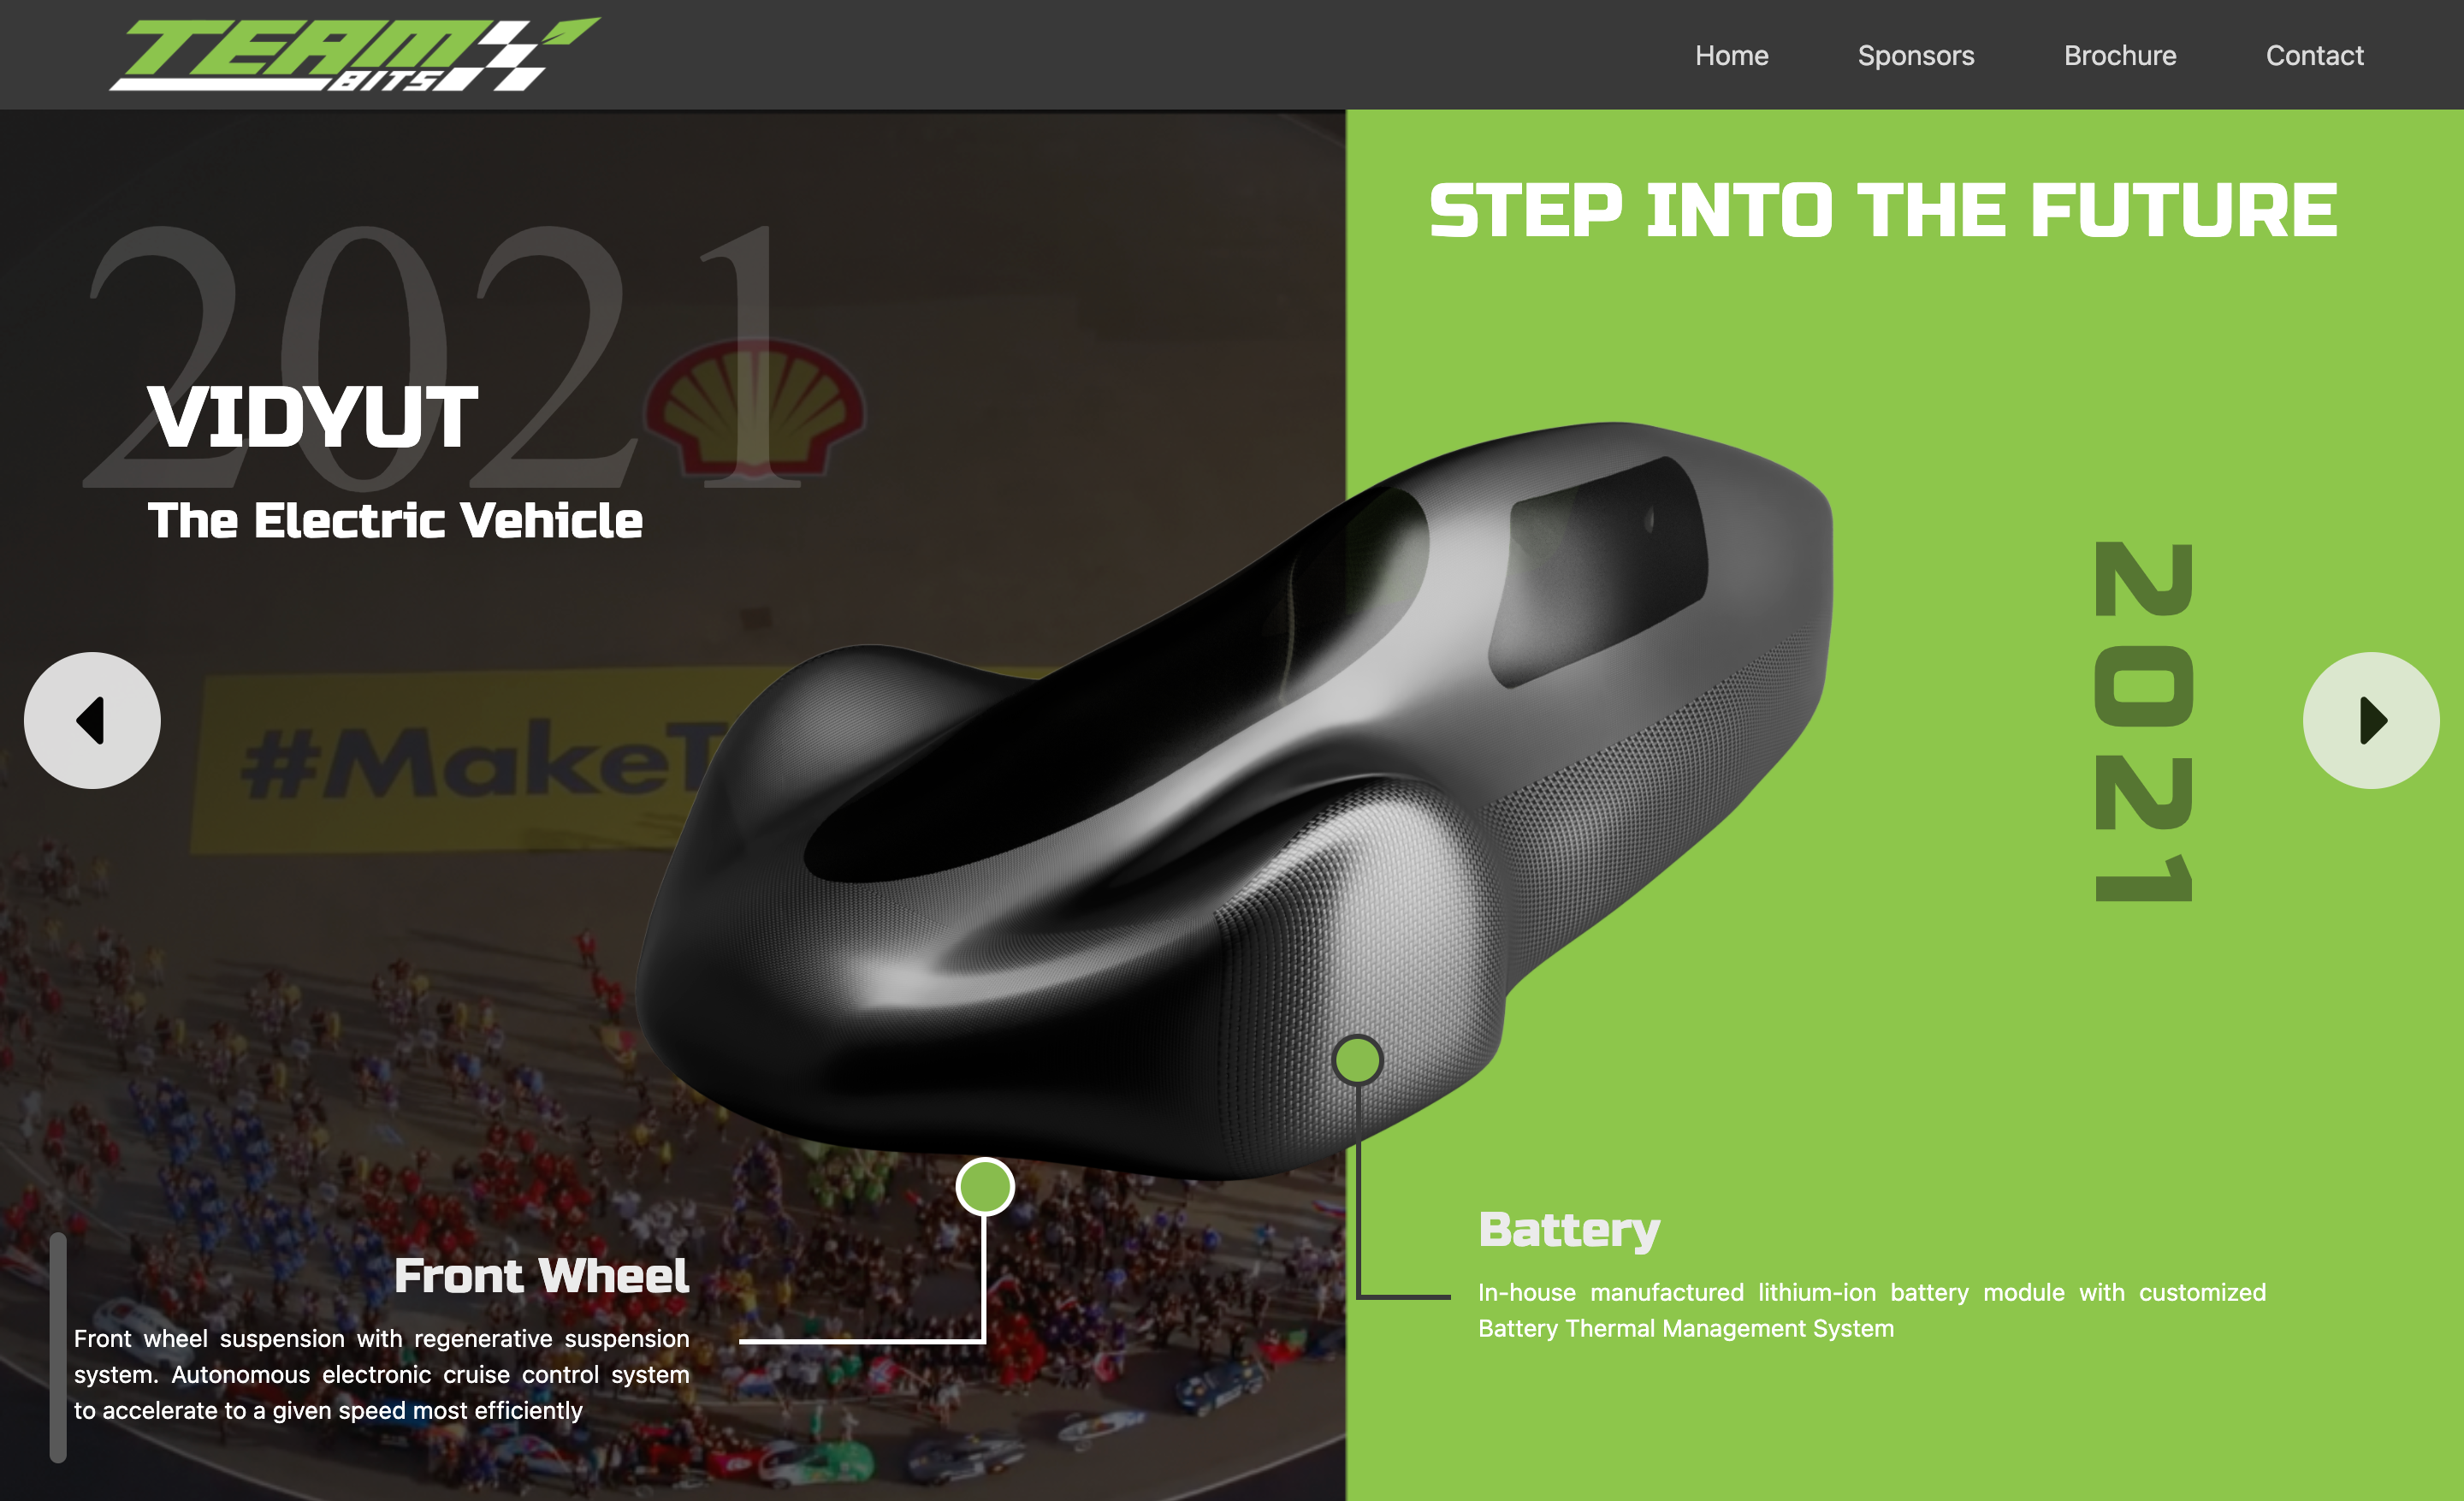 TEAM
BITS
Home
Sponsors
Brochure
Contact
2021
VIDYUT
The Electric Vehicle
#MakeT
Front Wheel
Front wheel suspension with regenerative suspension
system. Autonomous electronic cruise control system
to accelerate to a given speed most efficiently
STEP INTO THE FUTURE
2021
Battery
In-house manufactured lithium-ion battery module with customized
Battery Thermal Management System